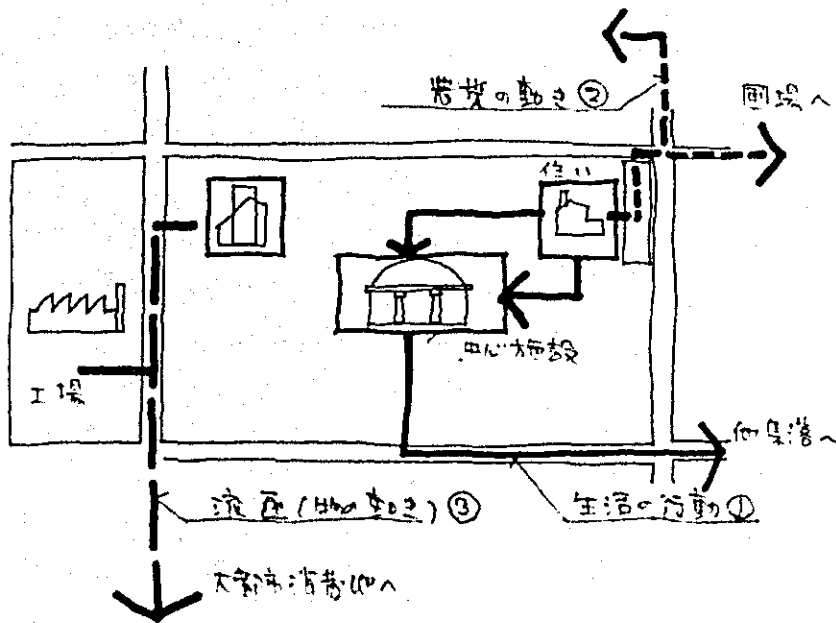 農業の動き②
圃場へ
住い
中心施設
工場
他集落へ
流通(物の動き)③
生活の行動①
大都市消費地へ